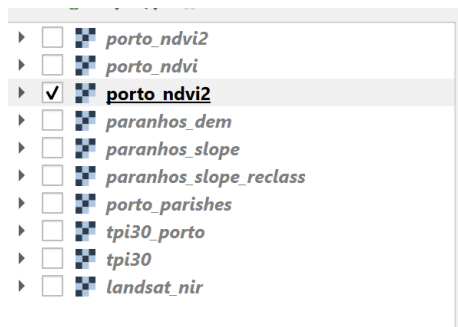 porto_ndvi2
porto_ndvi
porto_ndvi2
paranhos_dem
paranhos_slope
paranhos_slope_reclass
porto_parishes
tpi30_porto
tpi30
landsat_nir